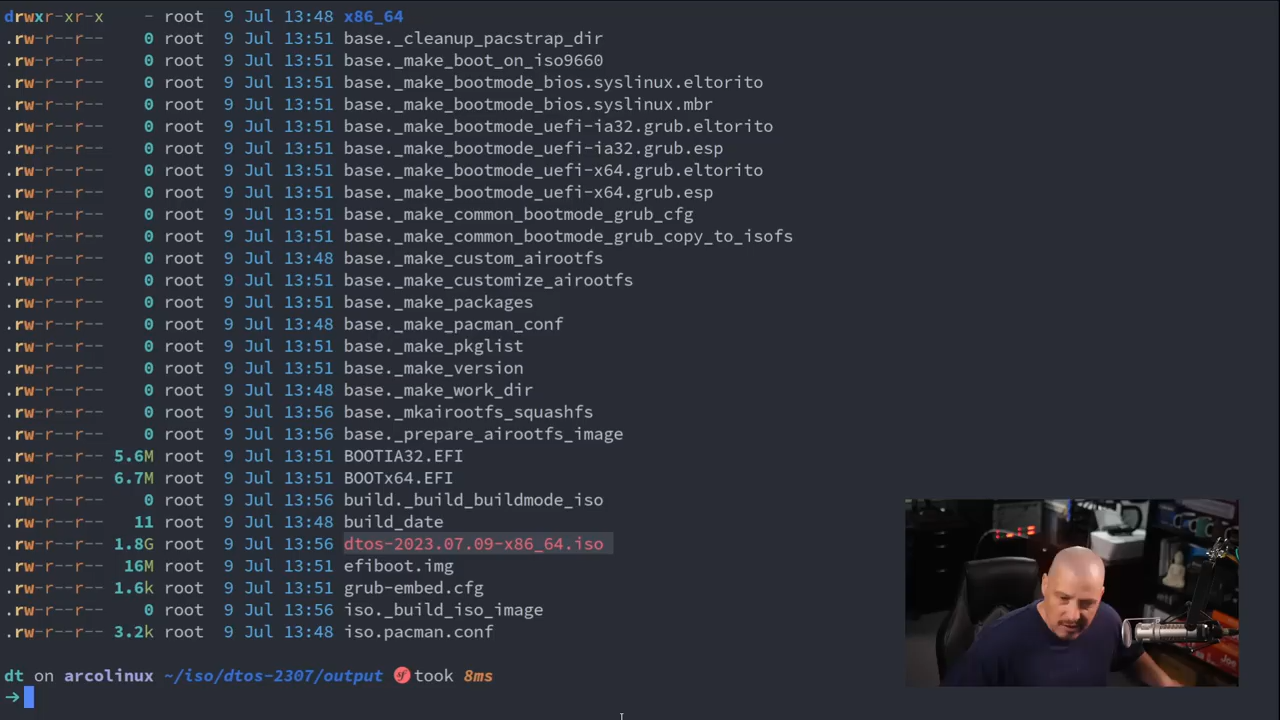 drwxr-xr-x - root 9 Jul 13:48 x86_64
.rw-r--r-- 0 root 9 Jul 13:51 base._cleanup_pacstrap_dir
.rw-r--r-- 0 root 9 Jul 13:51 base._make_boot_on_iso9660
.rw-r--r-- 0 root 9 Jul 13:51 base._make_bootmode_bios.syslinux.eltorito
.rw-r--r-- 0 root 9 Jul 13:51 base._make_bootmode_bios.syslinux.mbr
.rw-r--r-- 0 root 9 Jul 13:51 base._make_bootmode_uefi-ia32.grub.eltorito
.rw-r--r-- 0 root 9 Jul 13:51 base._make_bootmode_uefi-ia32.grub.esp
.rw-r--r-- 0 root 9 Jul 13:51 base._make_bootmode_uefi-x64.grub.eltorito
.rw-r--r-- 0 root 9 Jul 13:51 base._make_bootmode_uefi-x64.grub.esp
.rw-r--r-- 0 root 9 Jul 13:51 base._make_common_bootmode_grub_cfg
.rw-r--r-- 0 root 9 Jul 13:51 base._make_common_bootmode_grub_copy_to_isofs
.rw-r--r-- 0 root 9 Jul 13:48 base._make_custom_airootfs
.rw-r--r-- 0 root 9 Jul 13:51 base._make_customize_airootfs
.rw-r--r-- 0 root 9 Jul 13:51 base._make_packages
.rw-r--r-- 0 root 9 Jul 13:48 base._make_pacman_conf
.rw-r--r-- 0 root 9 Jul 13:51 base._make_pkglist
.rw-r--r-- 0 root 9 Jul 13:51 base._make_version
.rw-r--r-- 0 root 9 Jul 13:48 base._make_work_dir
.rw-r--r-- 0 root 9 Jul 13:56 base._mkairootfs_squashfs
.rw-r--r-- 0 root 9 Jul 13:56 base._prepare_airootfs_image
.rw-r--r-- 5.6M root 9 Jul 13:51 BOOTIA32.EFI
.rw-r--r-- 6.7M root 9 Jul 13:51 BOOTx64.EFI
.rw-r--r-- 0 root 9 Jul 13:56 build._build_buildmode_iso
.rw-r--r-- 11 root 9 Jul 13:48 build_date
.rw-r--r-- 1.8G root 9 Jul 13:56 dtos-2023.07.09-x86_64.iso
.rw-r--r-- 16M root 9 Jul 13:51 efiboot.img
.rw-r--r-- 1.6k root 9 Jul 13:51 grub-embed.cfg
.rw-r--r-- 0 root 9 Jul 13:56 iso._build_iso_image
.rw-r--r-- 3.2k root 9 Jul 13:48 iso.pacman.conf
dt on arcolinux ~/iso/dtos-2307/output took 8ms
→